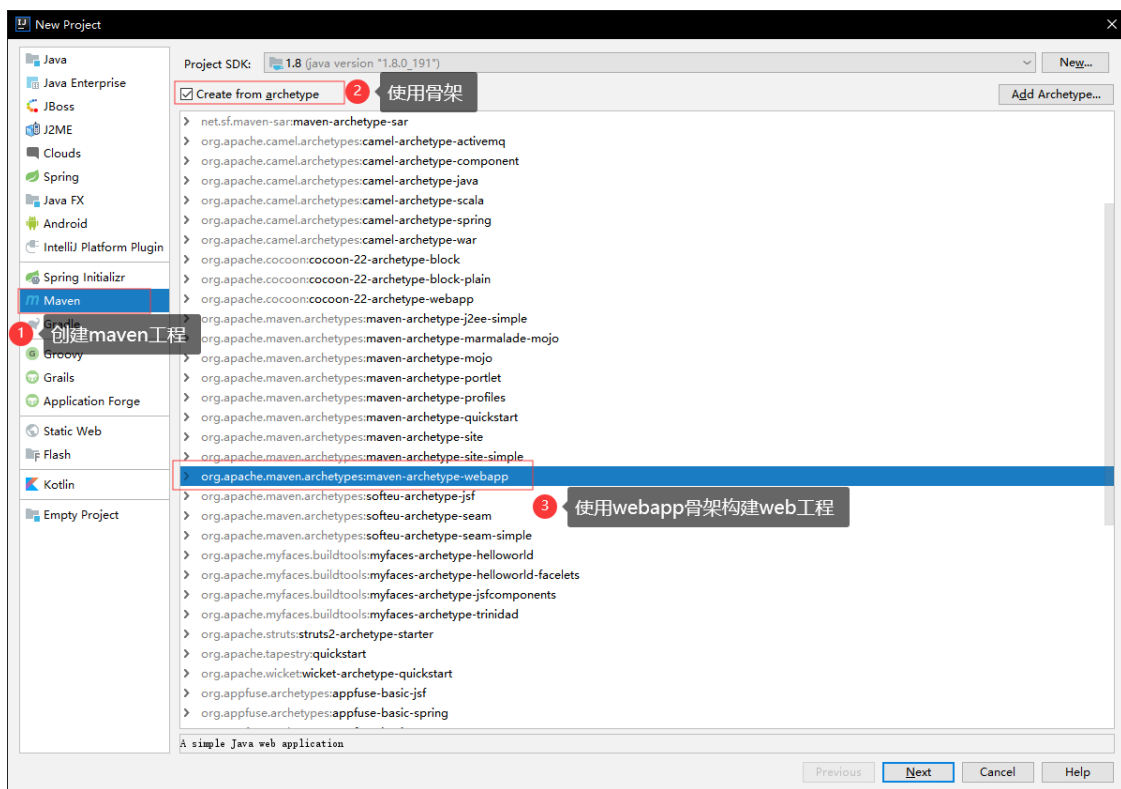 New Project
Java
Java Enterprise
JBoss
J2ME
Clouds
Spring
Java FX
Android
IntelliJ Platform Plugin
Spring Initializr
Maven
Gradle
1 创建maven工程
Groovy
Grails
Application Forge
Static Web
Flash
Kotlin
Empty Project
Project SDK: 1.8 (java version "1.8.0_191") New...
Create from archetype 2 使用骨架 Add Archetype...
net.sf.maven-sar:maven-archetype-sar
org.apache.camel.archetypes:camel-archetype-activemq
org.apache.camel.archetypes:camel-archetype-component
org.apache.camel.archetypes:camel-archetype-java
org.apache.camel.archetypes:camel-archetype-scala
org.apache.camel.archetypes:camel-archetype-spring
org.apache.camel.archetypes:camel-archetype-war
org.apache.cocoon:cocoon-22-archetype-block
org.apache.cocoon:cocoon-22-archetype-block-plain
org.apache.cocoon:cocoon-22-archetype-webapp
org.apache.maven.archetypes:maven-archetype-j2ee-simple
org.apache.maven.archetypes:maven-archetype-marmalade-mojo
org.apache.maven.archetypes:maven-archetype-mojo
org.apache.maven.archetypes:maven-archetype-portlet
org.apache.maven.archetypes:maven-archetype-profiles
org.apache.maven.archetypes:maven-archetype-quickstart
org.apache.maven.archetypes:maven-archetype-site
org.apache.maven.archetypes:maven-archetype-site-simple
org.apache.maven.archetypes:maven-archetype-webapp
org.apache.maven.archetypes:softeu-archetype-jsf
3 使用webapp骨架构建web工程
org.apache.maven.archetypes:softeu-archetype-seam
org.apache.maven.archetypes:softeu-archetype-seam-simple
org.apache.myfaces.buildtools:myfaces-archetype-helloworld
org.apache.myfaces.buildtools:myfaces-archetype-helloworld-facelets
org.apache.myfaces.buildtools:myfaces-archetype-jsfcomponents
org.apache.myfaces.buildtools:myfaces-archetype-trinidad
org.apache.struts:struts2-archetype-starter
org.apache.tapestry:quickstart
org.apache.wicket:wicket-archetype-quickstart
org.appfuse.archetypes:appfuse-basic-jsf
org.appfuse.archetypes:appfuse-basic-spring
A simple Java web application
Previous Next Cancel Help